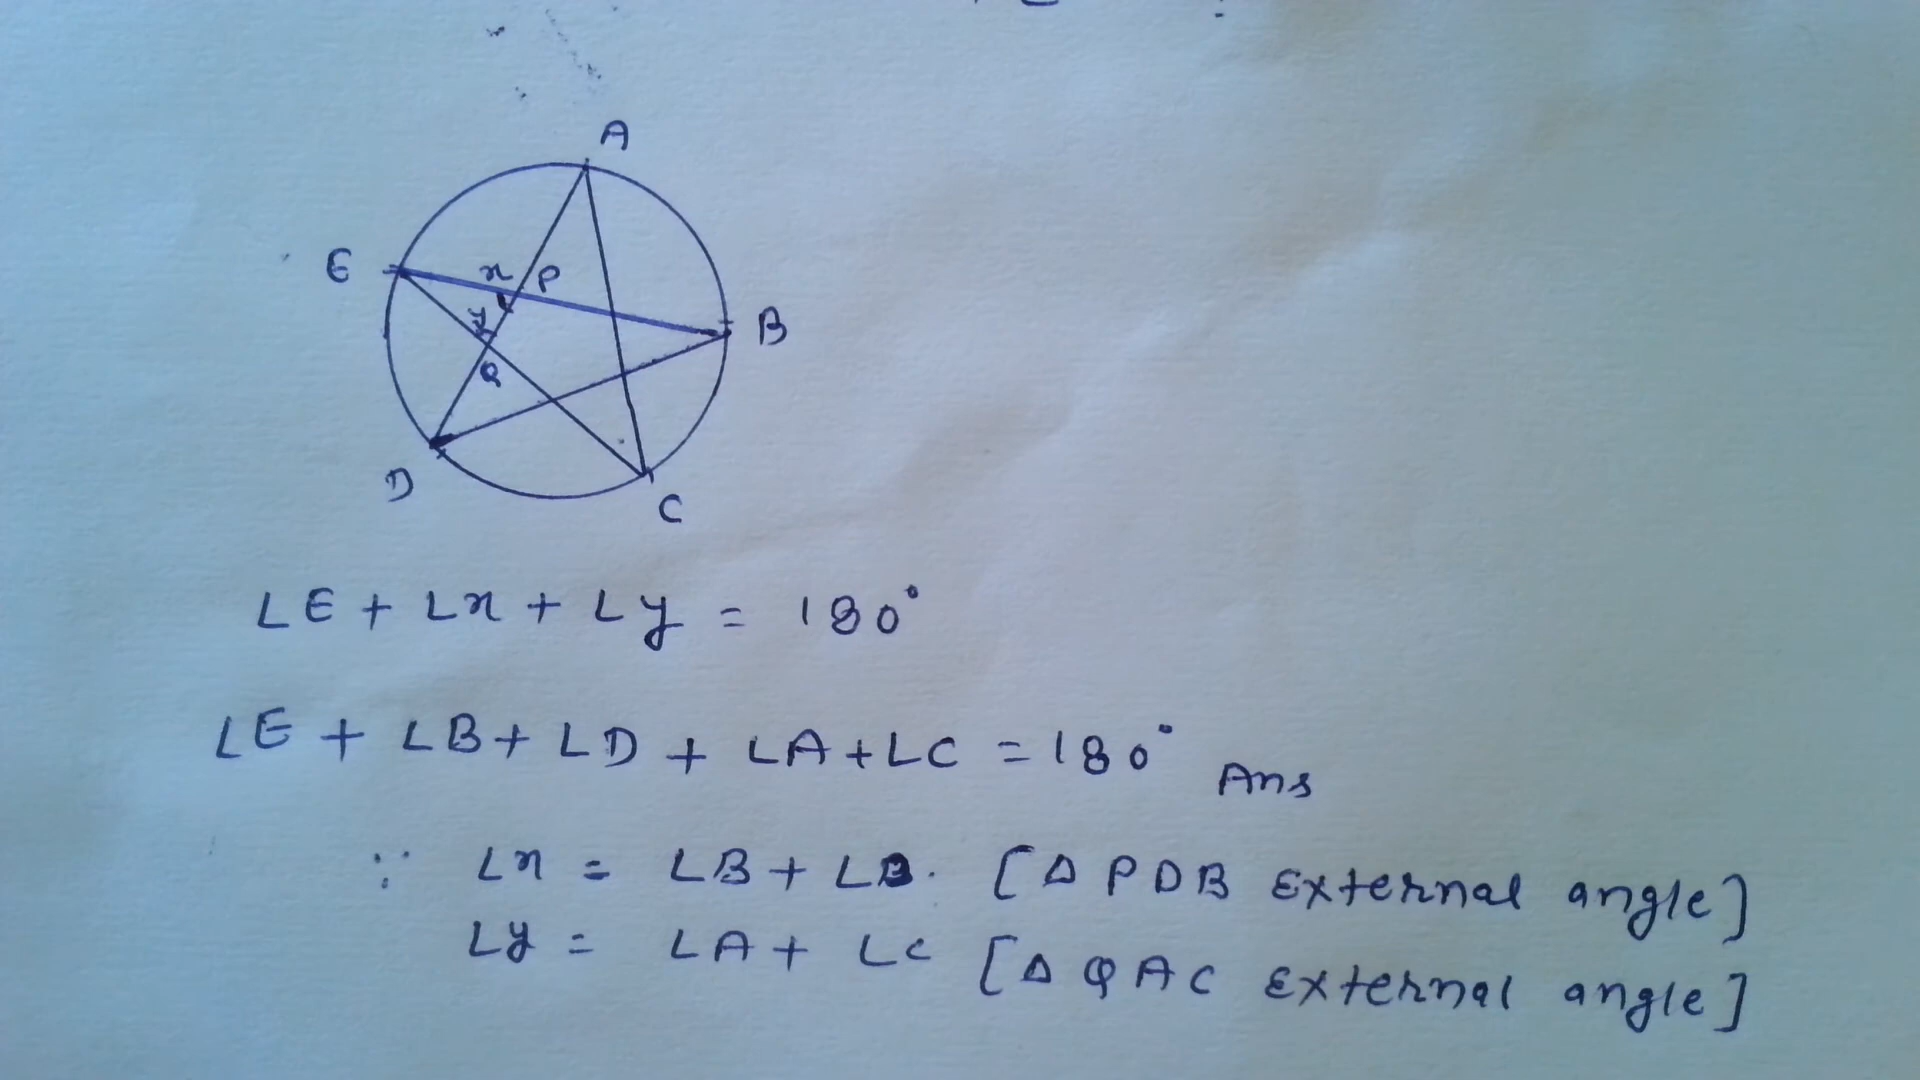 A
E
x
P
y
B
Q
D
C
∠E + ∠x + ∠y = 180°
∠E + ∠B + ∠D + ∠A + ∠C = 180° Ans
∵ ∠x = ∠B + ∠D. [Δ PDB External angle]
∠y = ∠A + ∠C [Δ QAC External angle]